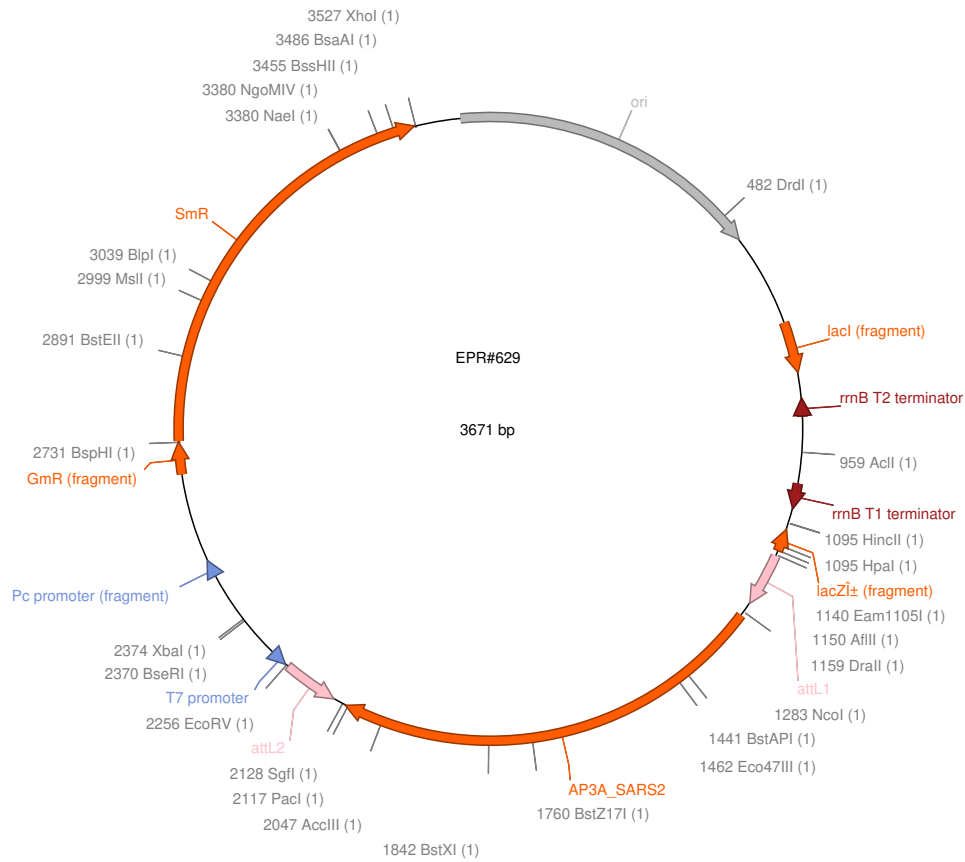 3527 XhoI (1)
3486 BsaAI (1)
3455 BssHII (1)
3380 NgoMIV (1)
3380 NaeI (1)
ori
482 DrdI (1)
SmR
3039 BlpI (1)
2999 MslI (1)
2891 BstEII (1)
lacI (fragment)
EPR#629
rrnB T2 terminator
3671 bp
2731 BspHI (1)
959 AclI (1)
GmR (fragment)
rrnB T1 terminator
1095 HincII (1)
1095 HpaI (1)
Pc promoter (fragment)
lacZÎ± (fragment)
1140 Eam1105I (1)
1150 AflII (1)
2374 XbaI (1)
1159 DraII (1)
2370 BseRI (1)
attL1
T7 promoter
1283 NcoI (1)
2256 EcoRV (1)
1441 BstAPI (1)
attL2
1462 Eco47III (1)
2128 SgfI (1)
AP3A_SARS2
2117 PacI (1)
1760 BstZ17I (1)
2047 AccIII (1)
1842 BstXI (1)